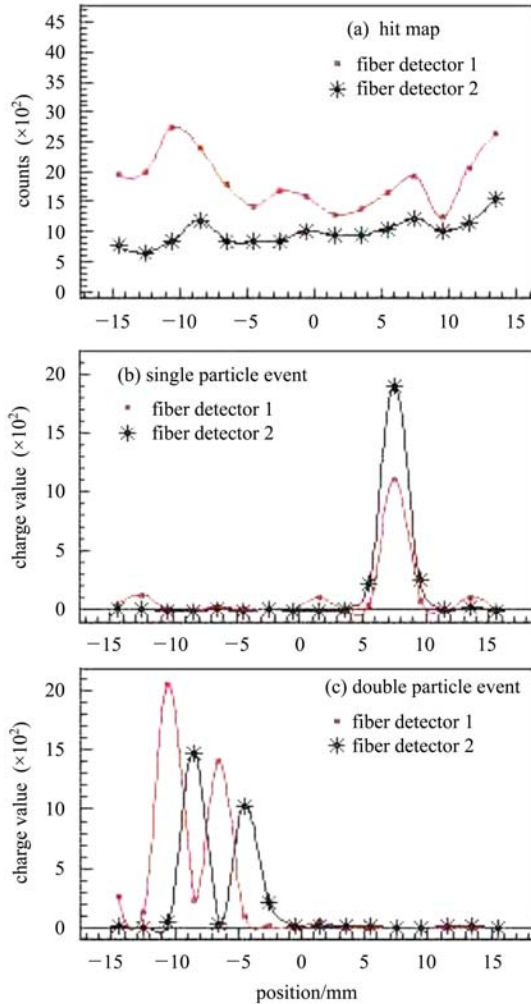 (a) hit map
fiber detector 1
fiber detector 2
counts (×10²)
45
40
35
30
25
20
15
10
5
0
−15 −10 −5 0 5 10 15
(b) single particle event
fiber detector 1
fiber detector 2
charge value (×10²)
20
15
10
5
0
−15 −10 −5 0 5 10 15
(c) double particle event
fiber detector 1
fiber detector 2
charge value (×10²)
20
15
10
5
0
−15 −10 −5 0 5 10 15
position/mm